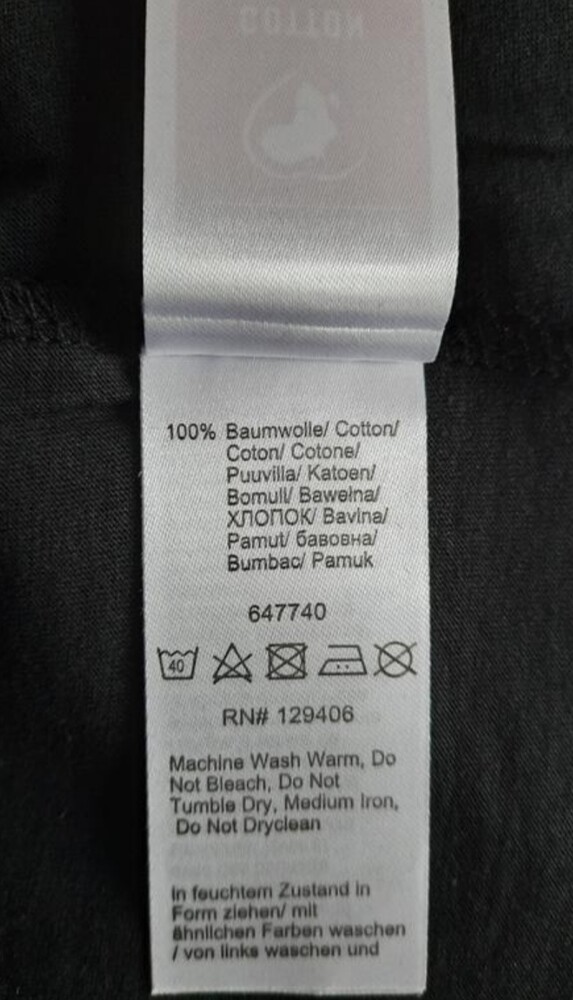 COTTON
100% Baumwolle/ Cotton/
Coton/ Cotone/
Puuvilla/ Katoen/
Bomull/ Bawełna/
ХЛОПОК/ Bavlna/
Pamut/ бавовна/
Bumbac/ Pamuk
647740
40
RN# 129406
Machine Wash Warm, Do
Not Bleach, Do Not
Tumble Dry, Medium Iron,
Do Not Dryclean
In feuchtem Zustand in
Form ziehen/ mit
ähnlichen Farben waschen
/ von links waschen und